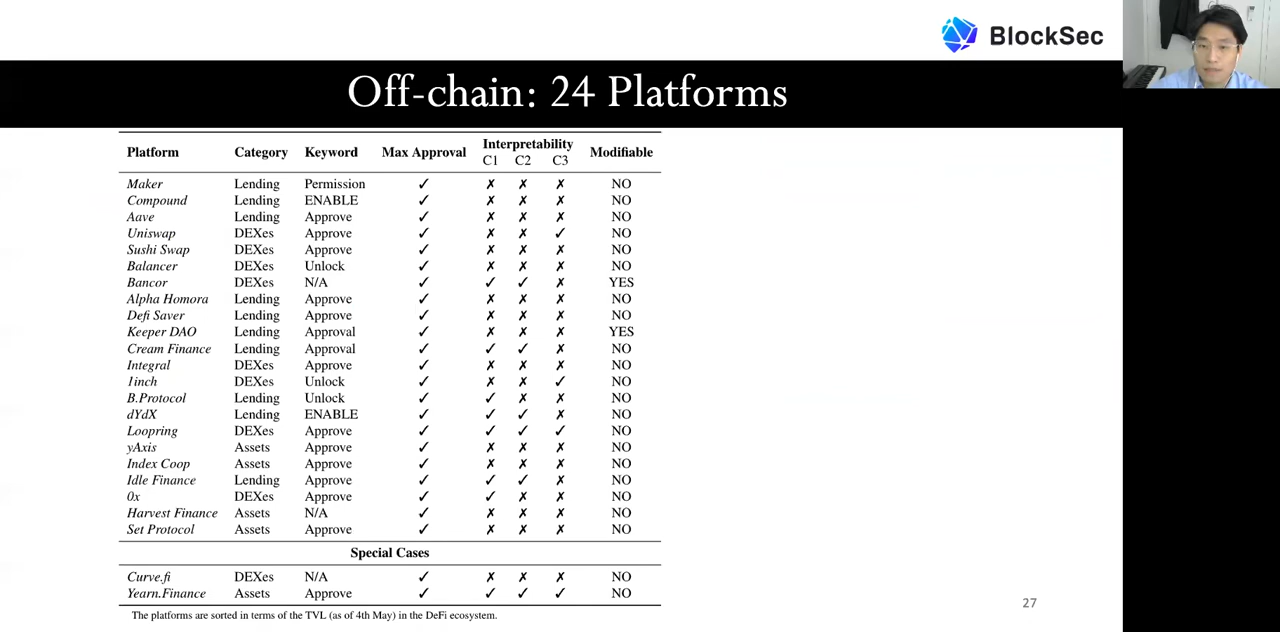 BlockSec
Off-chain: 24 Platforms
Platform Category Keyword Max Approval Interpretability Modifiable
C1 C2 C3
Maker Lending Permission ✓ ✗ ✗ ✗ NO
Compound Lending ENABLE ✓ ✗ ✗ ✗ NO
Aave Lending Approve ✓ ✗ ✗ ✗ NO
Uniswap DEXes Approve ✓ ✗ ✗ ✓ NO
Sushi Swap DEXes Approve ✓ ✗ ✗ ✗ NO
Balancer DEXes Unlock ✓ ✗ ✗ ✗ NO
Bancor DEXes N/A ✓ ✓ ✓ ✗ YES
Alpha Homora Lending Approve ✓ ✗ ✗ ✗ NO
Defi Saver Lending Approve ✓ ✗ ✗ ✗ NO
Keeper DAO Lending Approval ✓ ✗ ✗ ✗ YES
Cream Finance Lending Approval ✓ ✓ ✓ ✗ NO
Integral DEXes Approve ✓ ✗ ✗ ✗ NO
1inch DEXes Unlock ✓ ✗ ✗ ✓ NO
B.Protocol Lending Unlock ✓ ✓ ✗ ✗ NO
dYdX Lending ENABLE ✓ ✓ ✓ ✗ NO
Loopring DEXes Approve ✓ ✓ ✓ ✓ NO
yAxis Assets Approve ✓ ✗ ✗ ✗ NO
Index Coop Assets Approve ✓ ✗ ✗ ✗ NO
Idle Finance Lending Approve ✓ ✓ ✓ ✗ NO
0x DEXes Approve ✓ ✓ ✗ ✗ NO
Harvest Finance Assets N/A ✓ ✗ ✗ ✗ NO
Set Protocol Assets Approve ✓ ✗ ✗ ✗ NO
Special Cases
Curve.fi DEXes N/A ✓ ✗ ✗ ✗ NO
Yearn.Finance Assets Approve ✓ ✓ ✓ ✓ NO
The platforms are sorted in terms of the TVL (as of 4th May) in the DeFi ecosystem.
27